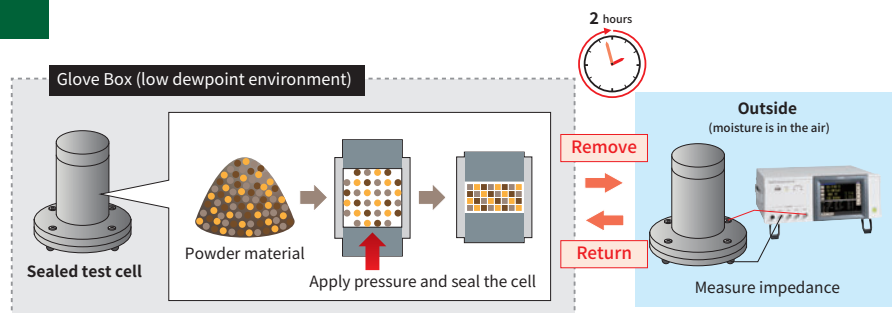 2 hours
Glove Box (low dewpoint environment)
Outside
(moisture is in the air)
Remove
Powder material
Return
Sealed test cell
Apply pressure and seal the cell
Measure impedance